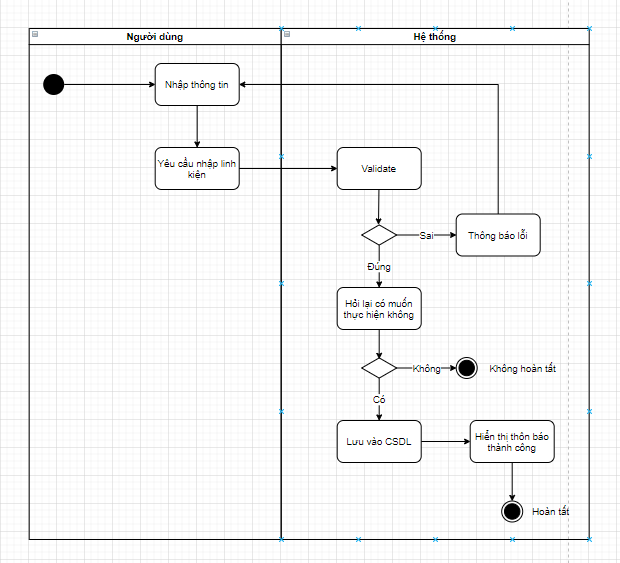 Người dùng
Hệ thống
Nhập thông tin
Yêu cầu nhập linh
kiện
Validate
Sai
Thông báo lỗi
Đúng
Hỏi lại có muốn
thực hiện không
Không
Không hoàn tất
Có
Lưu vào CSDL
Hiển thị thôn báo
thành công
Hoàn tất